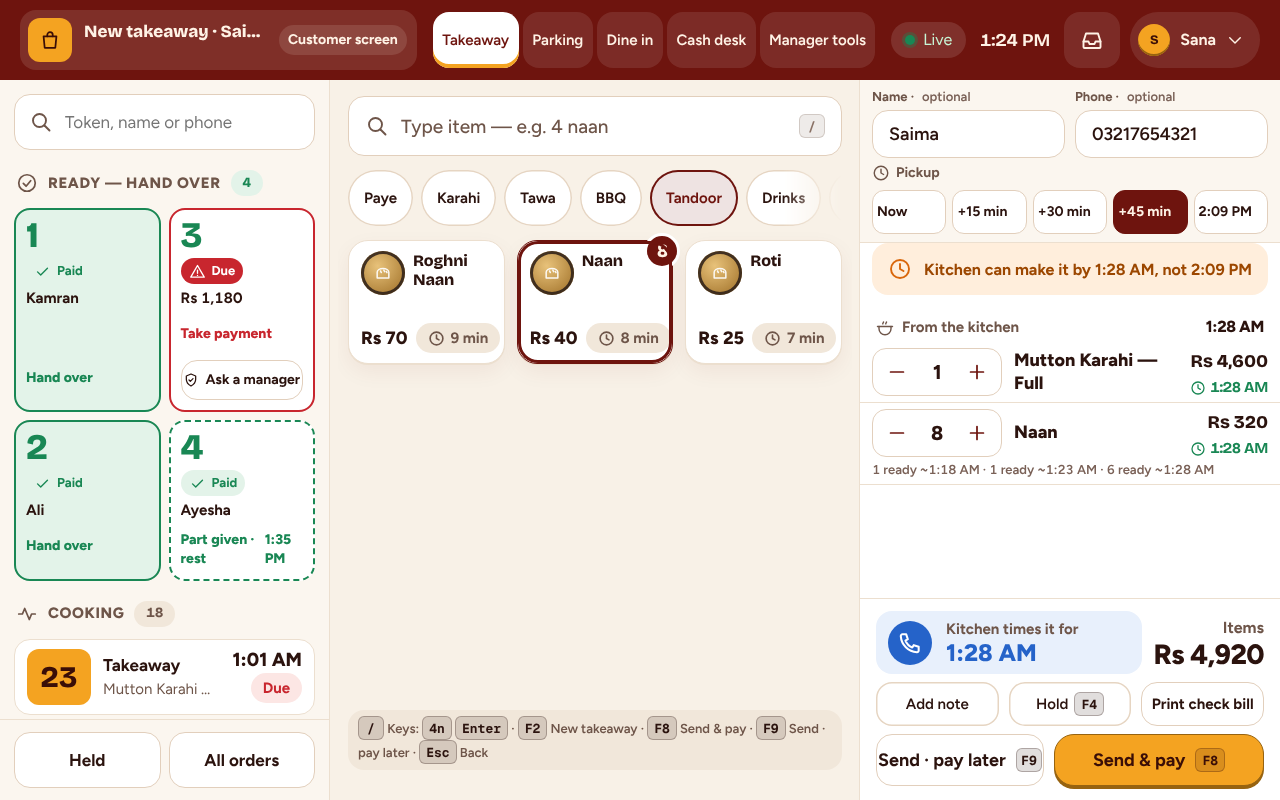 New takeaway · Sai...
Customer screen
Takeaway
Parking
Dine in
Cash desk
Manager tools
Live
1:24 PM
S
Sana
Token, name or phone
READY — HAND OVER 4
1
Paid
Kamran
Hand over
3
Due
Rs 1,180
Take payment
Ask a manager
2
Paid
Ali
Hand over
4
Paid
Ayesha
Part given · rest
1:35 PM
COOKING 18
23
Takeaway
1:01 AM
Mutton Karahi ...
Due
Held
All orders
Type item — e.g. 4 naan
/
Paye
Karahi
Tawa
BBQ
Tandoor
Drinks
Roghni Naan
Rs 70
9 min
8
Naan
Rs 40
8 min
Roti
Rs 25
7 min
/ Keys: 4n Enter · F2 New takeaway · F8 Send & pay · F9 Send ·
pay later · Esc Back
Name · optional
Saima
Phone · optional
03217654321
Pickup
Now
+15 min
+30 min
+45 min
2:09 PM
Kitchen can make it by 1:28 AM, not 2:09 PM
From the kitchen
1:28 AM
− 1 +
Mutton Karahi — Full
Rs 4,600
1:28 AM
− 8 +
Naan
Rs 320
1:28 AM
1 ready ~1:18 AM · 1 ready ~1:23 AM · 6 ready ~1:28 AM
Kitchen times it for
1:28 AM
Items
Rs 4,920
Add note
Hold F4
Print check bill
Send · pay later F9
Send & pay F8